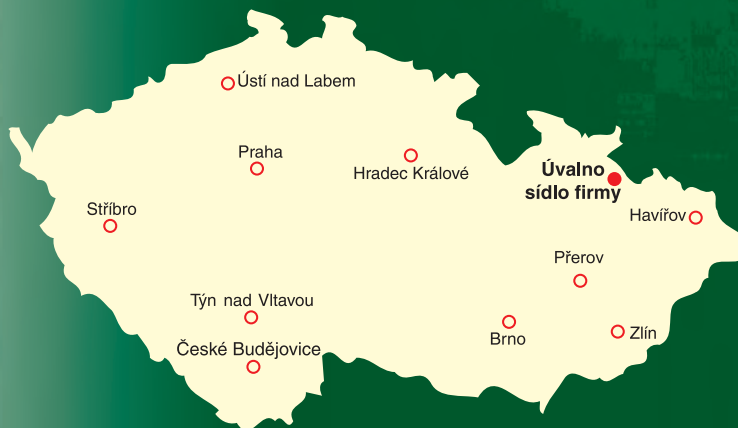 Ústí nad Labem
Praha
Hradec Králové
Úvalno
sídlo firmy
Stříbro
Havířov
Přerov
Týn nad Vltavou
Brno
Zlín
České Budějovice